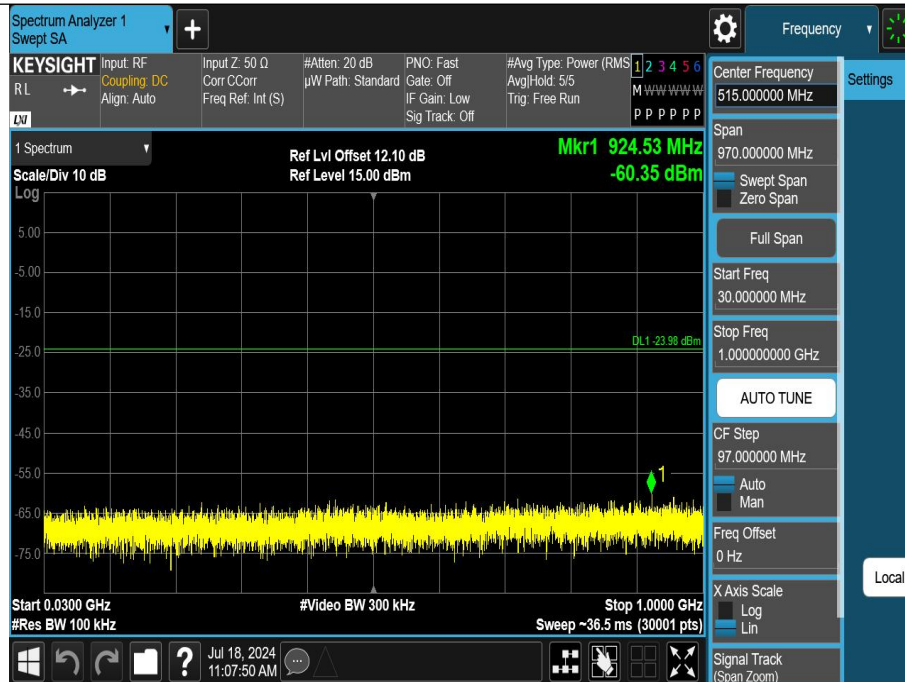 Spectrum Analyzer 1
Swept SA
Frequency
KEYSIGHT
RL
LXI
Input: RF
Coupling: DC
Align: Auto
Input Z: 50 Ω
Corr CCorr
Freq Ref: Int (S)
#Atten: 20 dB
µW Path: Standard
PNO: Fast
Gate: Off
IF Gain: Low
Sig Track: Off
#Avg Type: Power (RMS
Avg|Hold: 5/5
Trig: Free Run
1 2 3 4 5 6
M W W W W W
P P P P P P
Center Frequency
515.000000 MHz
Settings
Span
970.000000 MHz
Swept Span
Zero Span
Full Span
Start Freq
30.000000 MHz
Stop Freq
1.000000000 GHz
AUTO TUNE
CF Step
97.000000 MHz
Auto
Man
Freq Offset
0 Hz
X Axis Scale
Log
Lin
Signal Track
(Span Zoom)
Local
1 Spectrum
Scale/Div 10 dB
Log
Ref Lvl Offset 12.10 dB
Ref Level 15.00 dBm
Mkr1 924.53 MHz
-60.35 dBm
5.00
-5.00
-15.0
-25.0
DL1 -23.98 dBm
-35.0
-45.0
-55.0
1
-65.0
-75.0
Start 0.0300 GHz
#Res BW 100 kHz
#Video BW 300 kHz
Stop 1.0000 GHz
Sweep ~36.5 ms (30001 pts)
?
Jul 18, 2024
11:07:50 AM